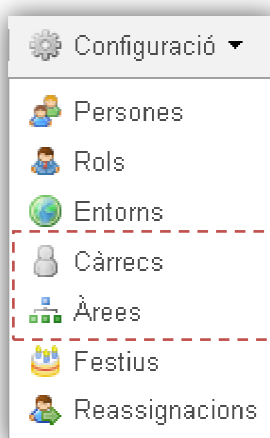 Configuració
Persones
Rols
Entorns
Càrrecs
Àrees
Festius
Reassignacions